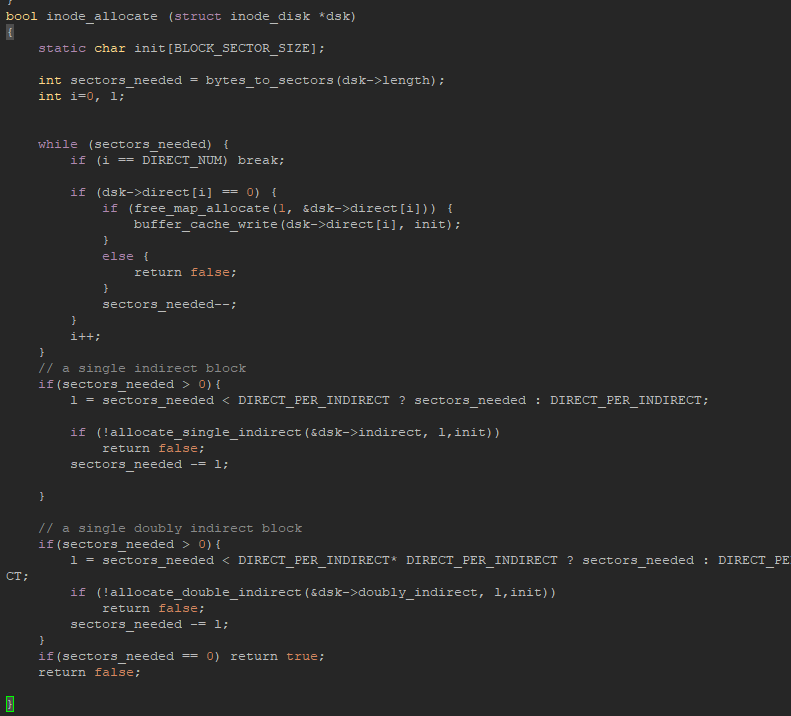 }
bool inode_allocate (struct inode_disk *dsk)
{
    static char init[BLOCK_SECTOR_SIZE];

    int sectors_needed = bytes_to_sectors(dsk->length);
    int i=0, l;


    while (sectors_needed) {
        if (i == DIRECT_NUM) break;

        if (dsk->direct[i] == 0) {
            if (free_map_allocate(1, &dsk->direct[i])) {
                buffer_cache_write(dsk->direct[i], init);
            }
            else {
                return false;
            }
            sectors_needed--;
        }
        i++;
    }
    // a single indirect block
    if(sectors_needed > 0){
        l = sectors_needed < DIRECT_PER_INDIRECT ? sectors_needed : DIRECT_PER_INDIRECT;

        if (!allocate_single_indirect(&dsk->indirect, l,init))
            return false;
        sectors_needed -= l;

    }

    // a single doubly indirect block
    if(sectors_needed > 0){
        l = sectors_needed < DIRECT_PER_INDIRECT* DIRECT_PER_INDIRECT ? sectors_needed : DIRECT_PE
CT;
        if (!allocate_double_indirect(&dsk->doubly_indirect, l,init))
            return false;
        sectors_needed -= l;
    }
    if(sectors_needed == 0) return true;
    return false;

}